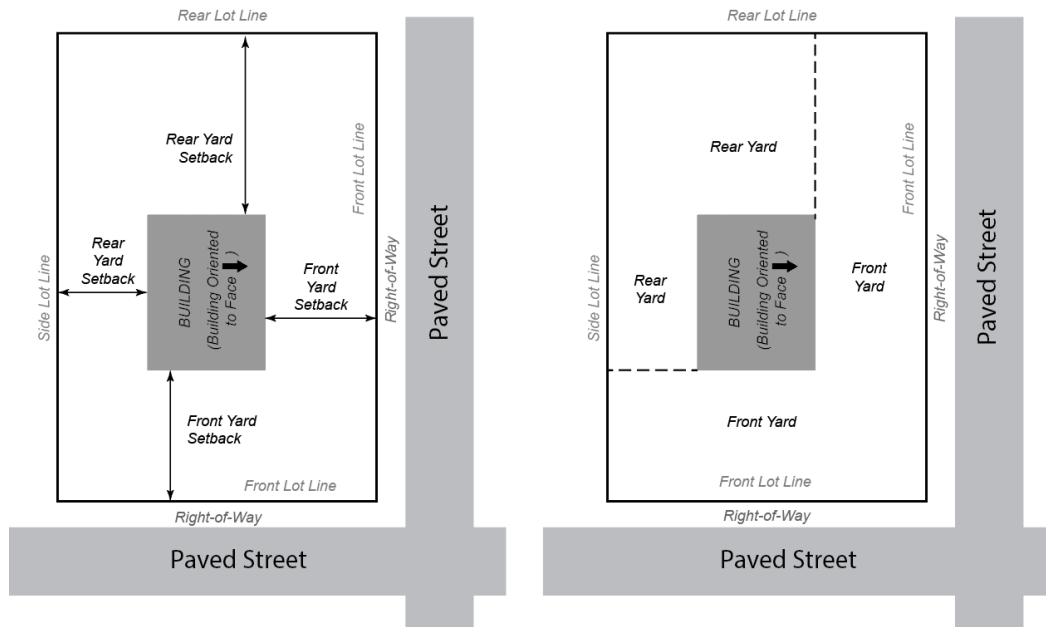 Rear Lot Line
Rear Yard
Setback
Front Lot Line
Rear
Yard
Setback
Side Lot Line
BUILDING
(Building Oriented
to Face )
Front
Yard
Setback
Right-of-Way
Paved Street
Front Yard
Setback
Front Lot Line
Right-of-Way
Paved Street
Rear Lot Line
Rear Yard
Front Lot Line
Side Lot Line
Rear
Yard
BUILDING
(Building Oriented
to Face )
Front
Yard
Right-of-Way
Paved Street
Front Yard
Front Lot Line
Right-of-Way
Paved Street